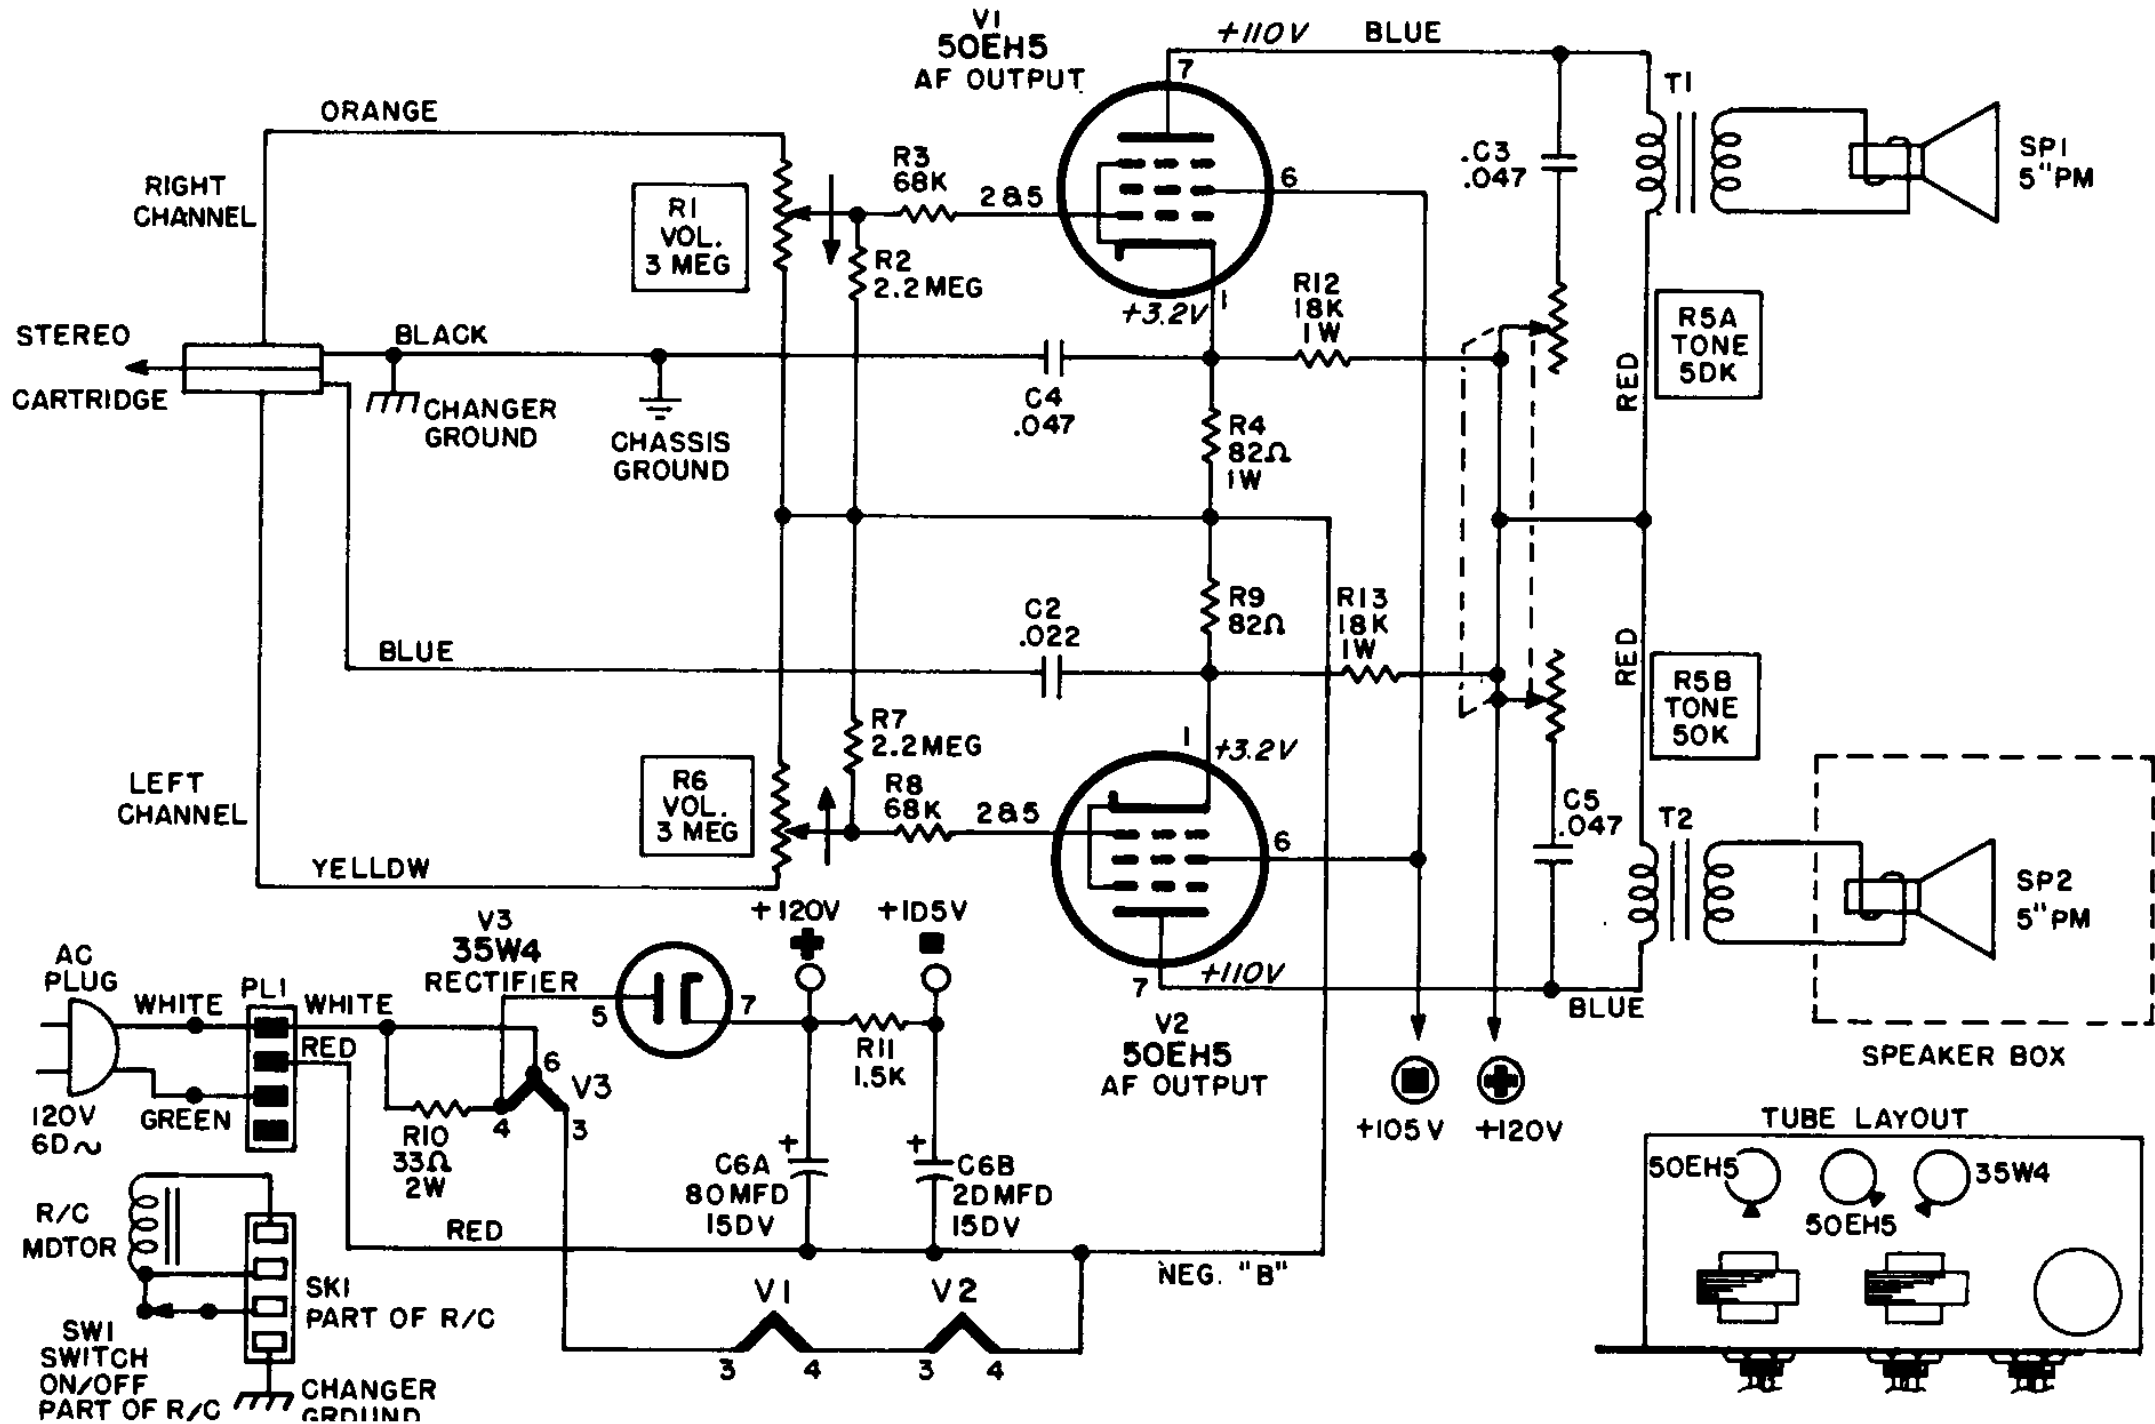 V1
50EH5
AF OUTPUT
+110V
BLUE
7
T1
ORANGE
RIGHT
CHANNEL
R1
VOL.
3 MEG
R3
68K
2&5
6
.C3
.047
SP1
5"PM
R2
2.2MEG
+3.2V
1
R12
18K
1W
R5A
TONE
5DK
STEREO
CARTRIDGE
BLACK
CHANGER
GROUND
CHASSIS
GROUND
C4
.047
R4
82Ω
1W
RED
C2
.022
R9
82Ω
R13
18K
1W
BLUE
RED
R5B
TONE
50K
R7
2.2MEG
1
+3.2V
LEFT
CHANNEL
R6
VOL.
3 MEG
R8
68K
2&5
6
C5
.047
T2
YELLDW
SP2
5"PM
+120V
+1D5V
V3
35W4
RECTIFIER
5
7
7
+110V
BLUE
AC
PLUG
WHITE
PL1
WHITE
RED
GREEN
120V
6D~
R10
33Ω
2W
4
6
V3
3
R11
1.5K
V2
50EH5
AF OUTPUT
SPEAKER BOX
+105V
+120V
+
C6A
80MFD
15DV
+
C6B
2DMFD
15DV
TUBE LAYOUT
50EH5
50EH5
35W4
R/C
MDTOR
RED
NEG. "B"
SK1
PART OF R/C
V1
V2
3
4
3
4
SW1
SWITCH
ON/OFF
PART OF R/C
CHANGER
GRDUND